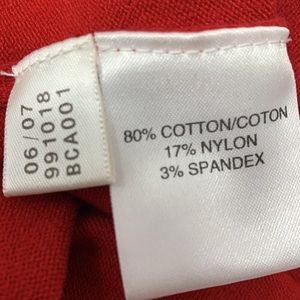 06/07
991018
BCA001
80% COTTON/COTON
17% NYLON
3% SPANDEX